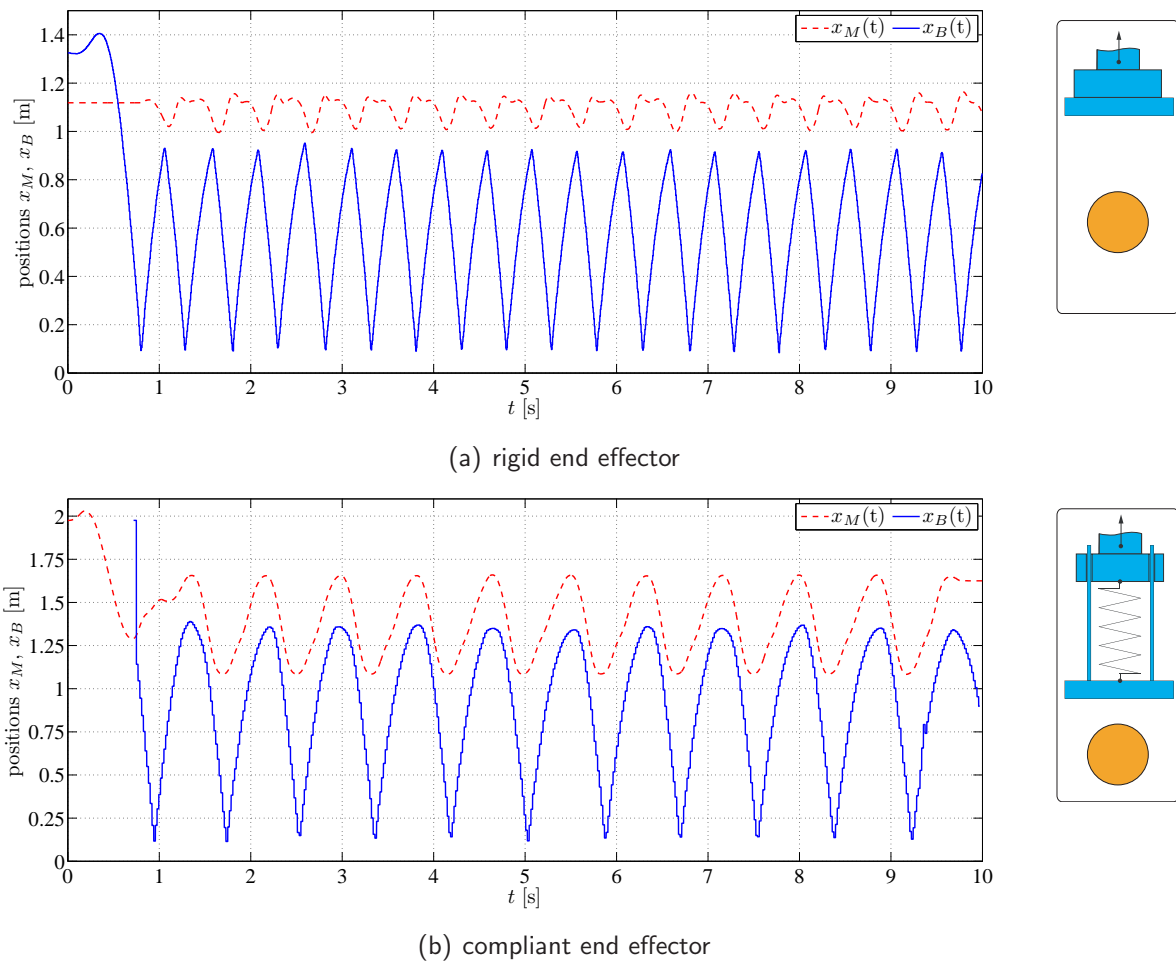 x_M(t) x_B(t)
positions x_M, x_B [m]
1.4
1.2
1
0.8
0.6
0.4
0.2
0
0 1 2 3 4 5 6 7 8 9 10
t [s]
(a) rigid end effector
x_M(t) x_B(t)
positions x_M, x_B [m]
2
1.75
1.5
1.25
1
0.75
0.5
0.25
0
0 1 2 3 4 5 6 7 8 9 10
t [s]
(b) compliant end effector